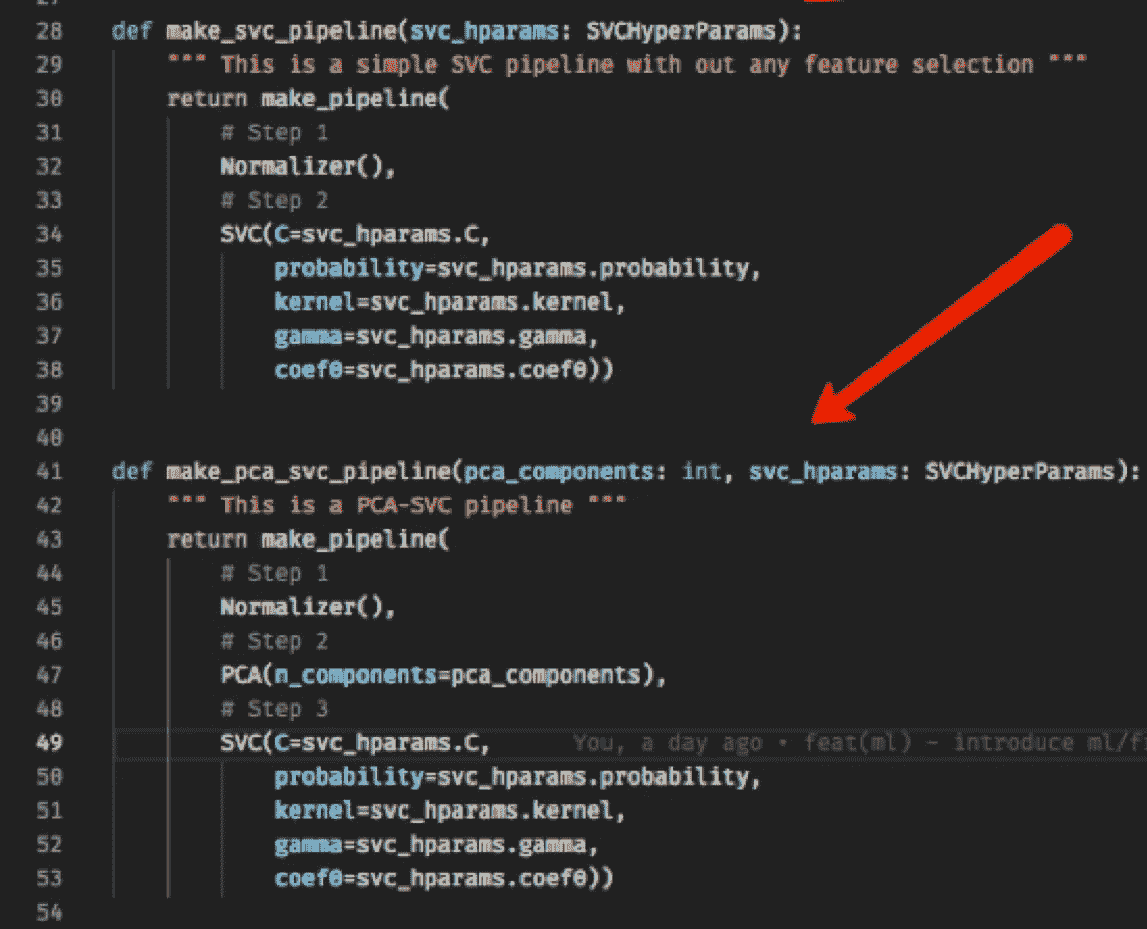 28 def make_svc_pipeline(svc_hparams: SVCHyperParams):
29 """ This is a simple SVC pipeline with out any feature selection """
30 return make_pipeline(
31 # Step 1
32 Normalizer(),
33 # Step 2
34 SVC(C=svc_hparams.C,
35 probability=svc_hparams.probability,
36 kernel=svc_hparams.kernel,
37 gamma=svc_hparams.gamma,
38 coef0=svc_hparams.coef0))
39
40
41 def make_pca_svc_pipeline(pca_components: int, svc_hparams: SVCHyperParams):
42 """ This is a PCA-SVC pipeline """
43 return make_pipeline(
44 # Step 1
45 Normalizer(),
46 # Step 2
47 PCA(n_components=pca_components),
48 # Step 3
49 SVC(C=svc_hparams.C, You, a day ago • feat(ml) - introduce ml/f
50 probability=svc_hparams.probability,
51 kernel=svc_hparams.kernel,
52 gamma=svc_hparams.gamma,
53 coef0=svc_hparams.coef0))
54